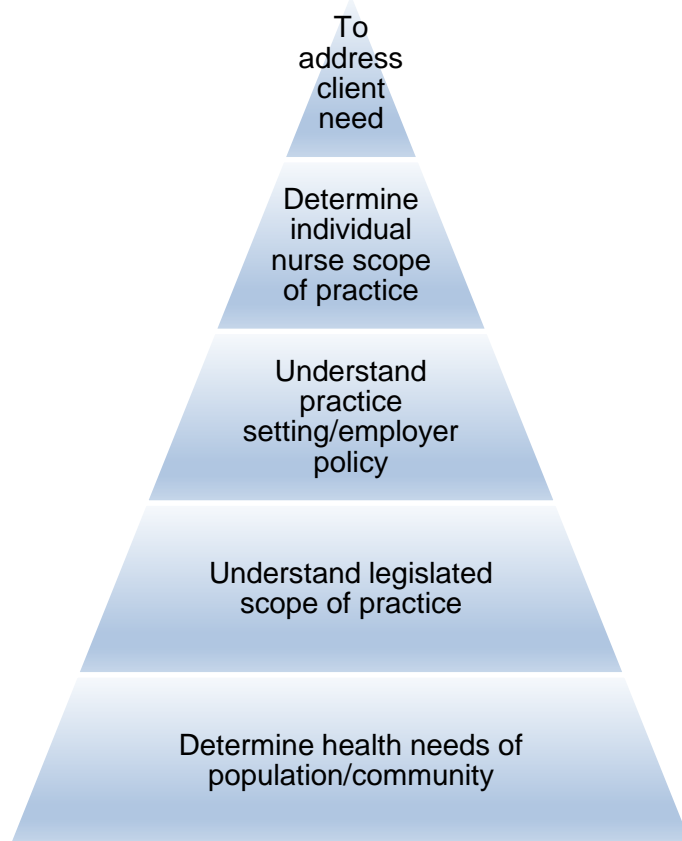 To
address
client
need
Determine
individual
nurse scope
of practice
Understand
practice
setting/employer
policy
Understand legislated
scope of practice
Determine health needs of
population/community